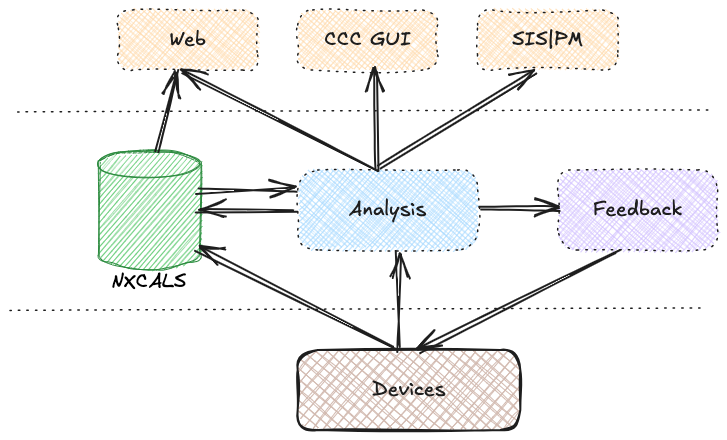 Web
CCC GUI
SIS|PM
Analysis
Feedback
NXCALS
Devices